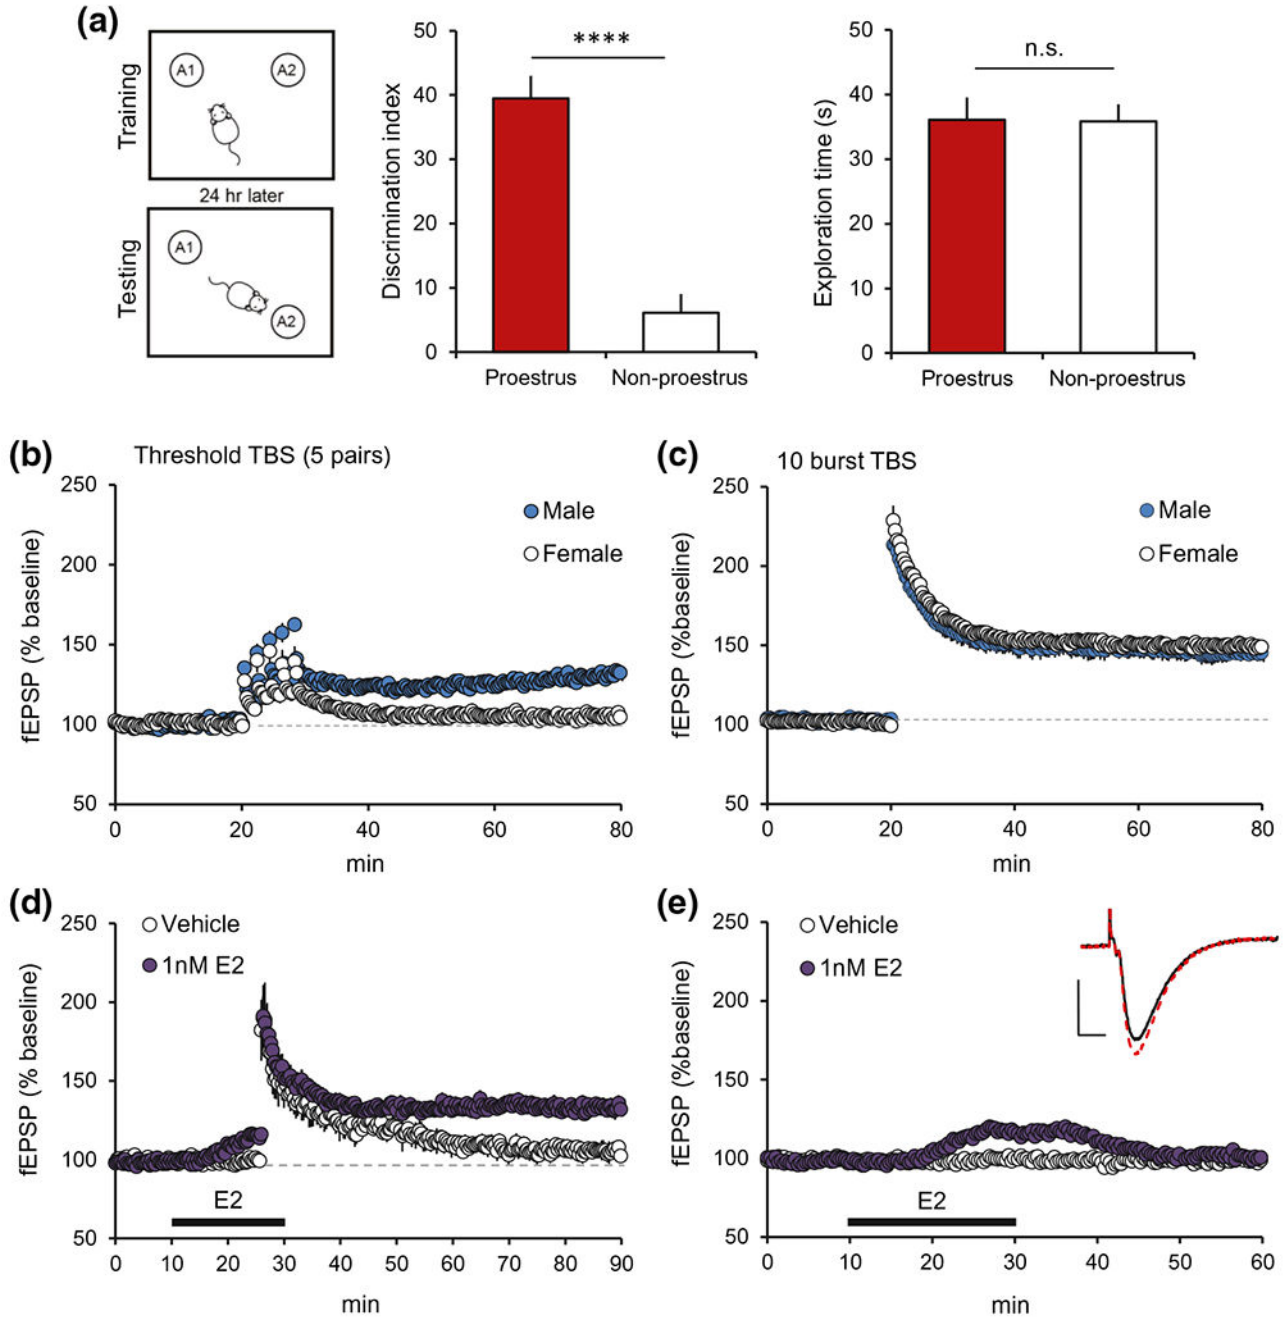 (a)
Training
A1
A2
24 hr later
Testing
A1
A2
Discrimination index
50
40
30
20
10
0
****
Proestrus
Non-proestrus
Exploration time (s)
50
40
30
20
10
0
n.s.
Proestrus
Non-proestrus
(b)
Threshold TBS (5 pairs)
fEPSP (% baseline)
250
200
150
100
50
Male
Female
0
20
40
60
80
min
(c)
10 burst TBS
fEPSP (%baseline)
250
200
150
100
50
Male
Female
0
20
40
60
80
min
(d)
fEPSP (% baseline)
250
200
150
100
50
Vehicle
1nM E2
E2
0
10
20
30
40
50
60
70
80
90
min
(e)
fEPSP (%baseline)
250
200
150
100
50
Vehicle
1nM E2
E2
0
10
20
30
40
50
60
min